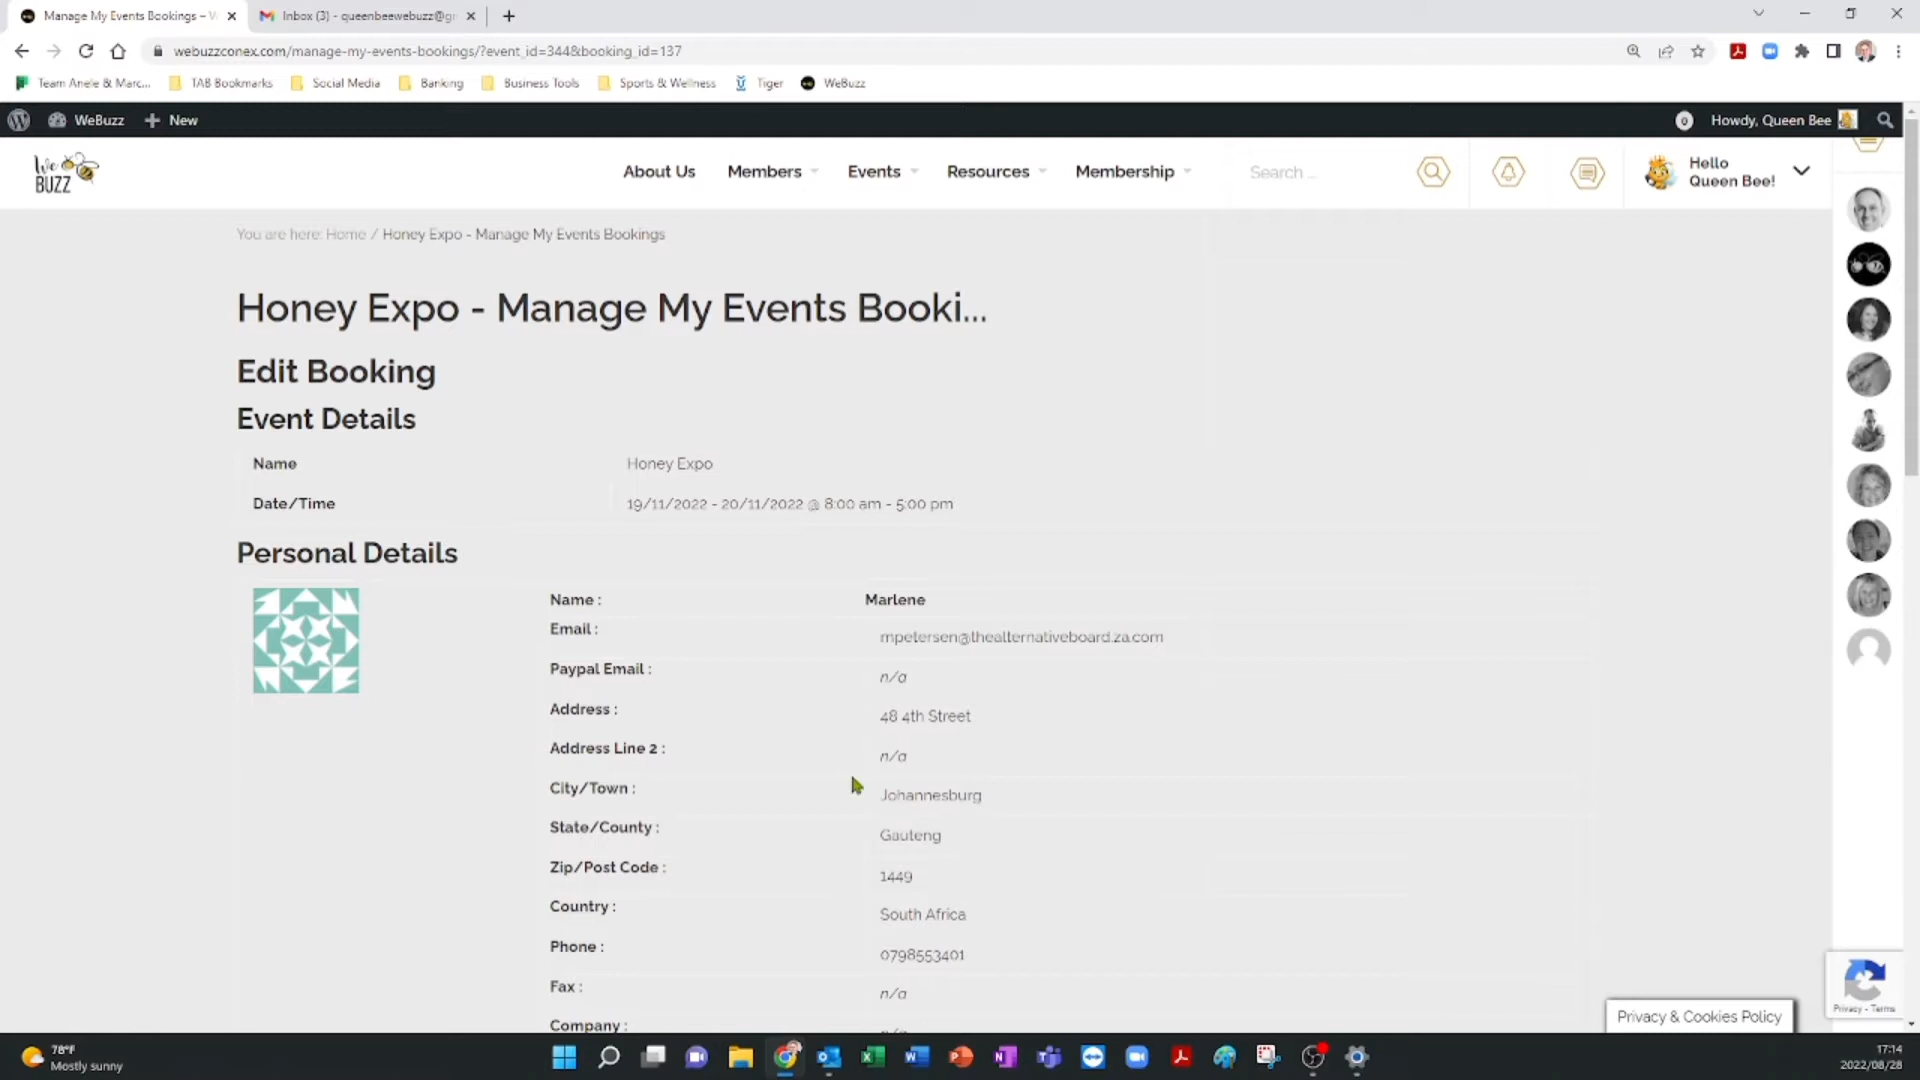 Manage My Events Bookings – W
Inbox (3) - queenbeewebuzz@gm
webuzzconex.com/manage-my-events-bookings/?event_id=344&booking_id=137
Team Anele & Marc...
TAB Bookmarks
Social Media
Banking
Business Tools
Sports & Wellness
Tiger
WeBuzz
WeBuzz
New
0
Howdy, Queen Bee
We BUZZ
About Us
Members
Events
Resources
Membership
Search ...
Hello
Queen Bee!
You are here: Home / Honey Expo - Manage My Events Bookings
Honey Expo - Manage My Events Booki...
Edit Booking
Event Details
Name Honey Expo
Date/Time 19/11/2022 - 20/11/2022 @ 8:00 am - 5:00 pm
Personal Details
Name : Marlene
Email : mpetersen@thealternativeboard.za.com
Paypal Email : n/a
Address : 48 4th Street
Address Line 2 : n/a
City/Town : Johannesburg
State/County : Gauteng
Zip/Post Code : 1449
Country : South Africa
Phone : 0798553401
Fax : n/a
Company : n/a
Privacy - Terms
Privacy & Cookies Policy
78°F
Mostly sunny
17:14
2022/08/28